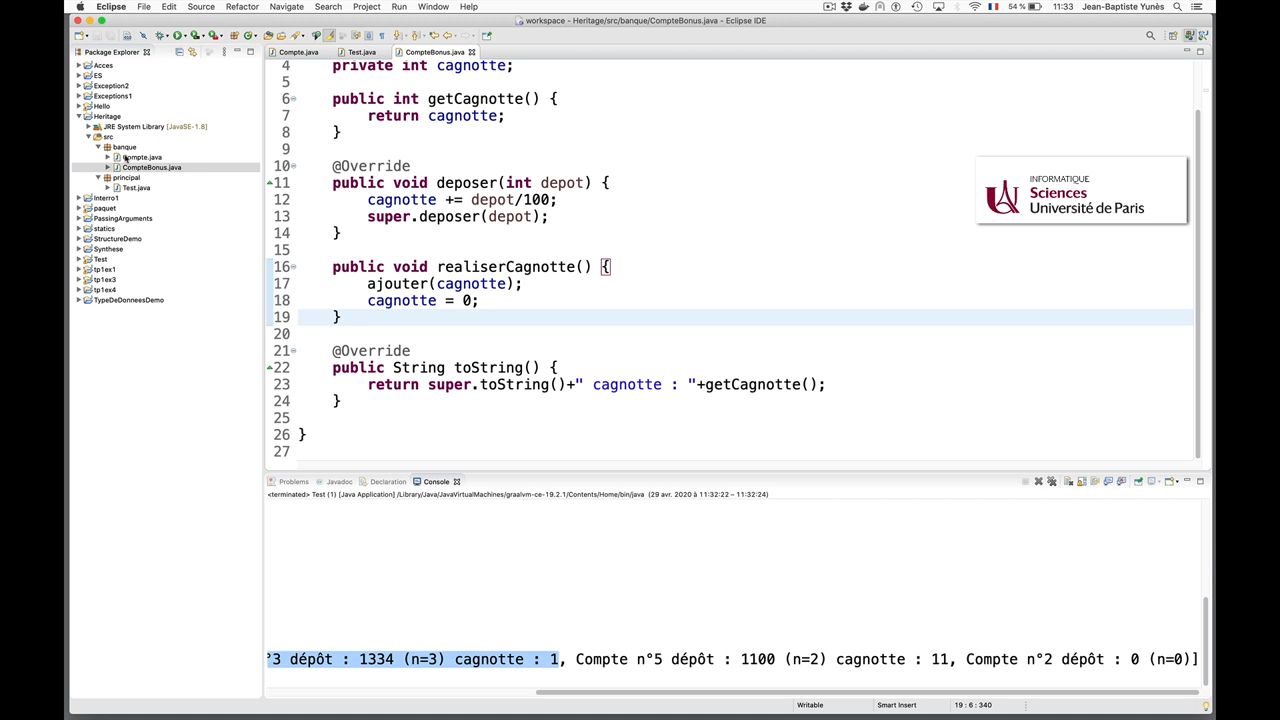 Eclipse File Edit Source Refactor Navigate Search Project Run Window Help 54 % 11:33 Jean-Baptiste Yunès
workspace - Heritage/src/banque/CompteBonus.java - Eclipse IDE
Package Explorer
Compte.java Test.java CompteBonus.java
Acces
ES
Exception2
Exceptions1
Hello
Heritage
JRE System Library [JavaSE-1.8]
src
banque
Compte.java
CompteBonus.java
principal
Test.java
Interro1
paquet
PassingArguments
statics
StructureDemo
Synthese
Test
tp1ex1
tp1ex3
tp1ex4
TypeDeDonneesDemo
4 private int cagnotte;
5
6 public int getCagnotte() {
7 return cagnotte;
8 }
9
10 @Override
11 public void deposer(int depot) {
12 cagnotte += depot/100;
13 super.deposer(depot);
14 }
15
16 public void realiserCagnotte() {
17 ajouter(cagnotte);
18 cagnotte = 0;
19 }
20
21 @Override
22 public String toString() {
23 return super.toString()+" cagnotte : "+getCagnotte();
24 }
25
26 }
27
INFORMATIQUE
Sciences
Université de Paris
Problems Javadoc Declaration Console
<terminated> Test (1) [Java Application] /Library/Java/JavaVirtualMachines/graalvm-ce-19.2.1/Contents/Home/bin/java (29 avr. 2020 à 11:32:22 – 11:32:24)
°3 dépôt : 1334 (n=3) cagnotte : 1, Compte n°5 dépôt : 1100 (n=2) cagnotte : 11, Compte n°2 dépôt : 0 (n=0)]
Writable Smart Insert 19 : 6 : 340